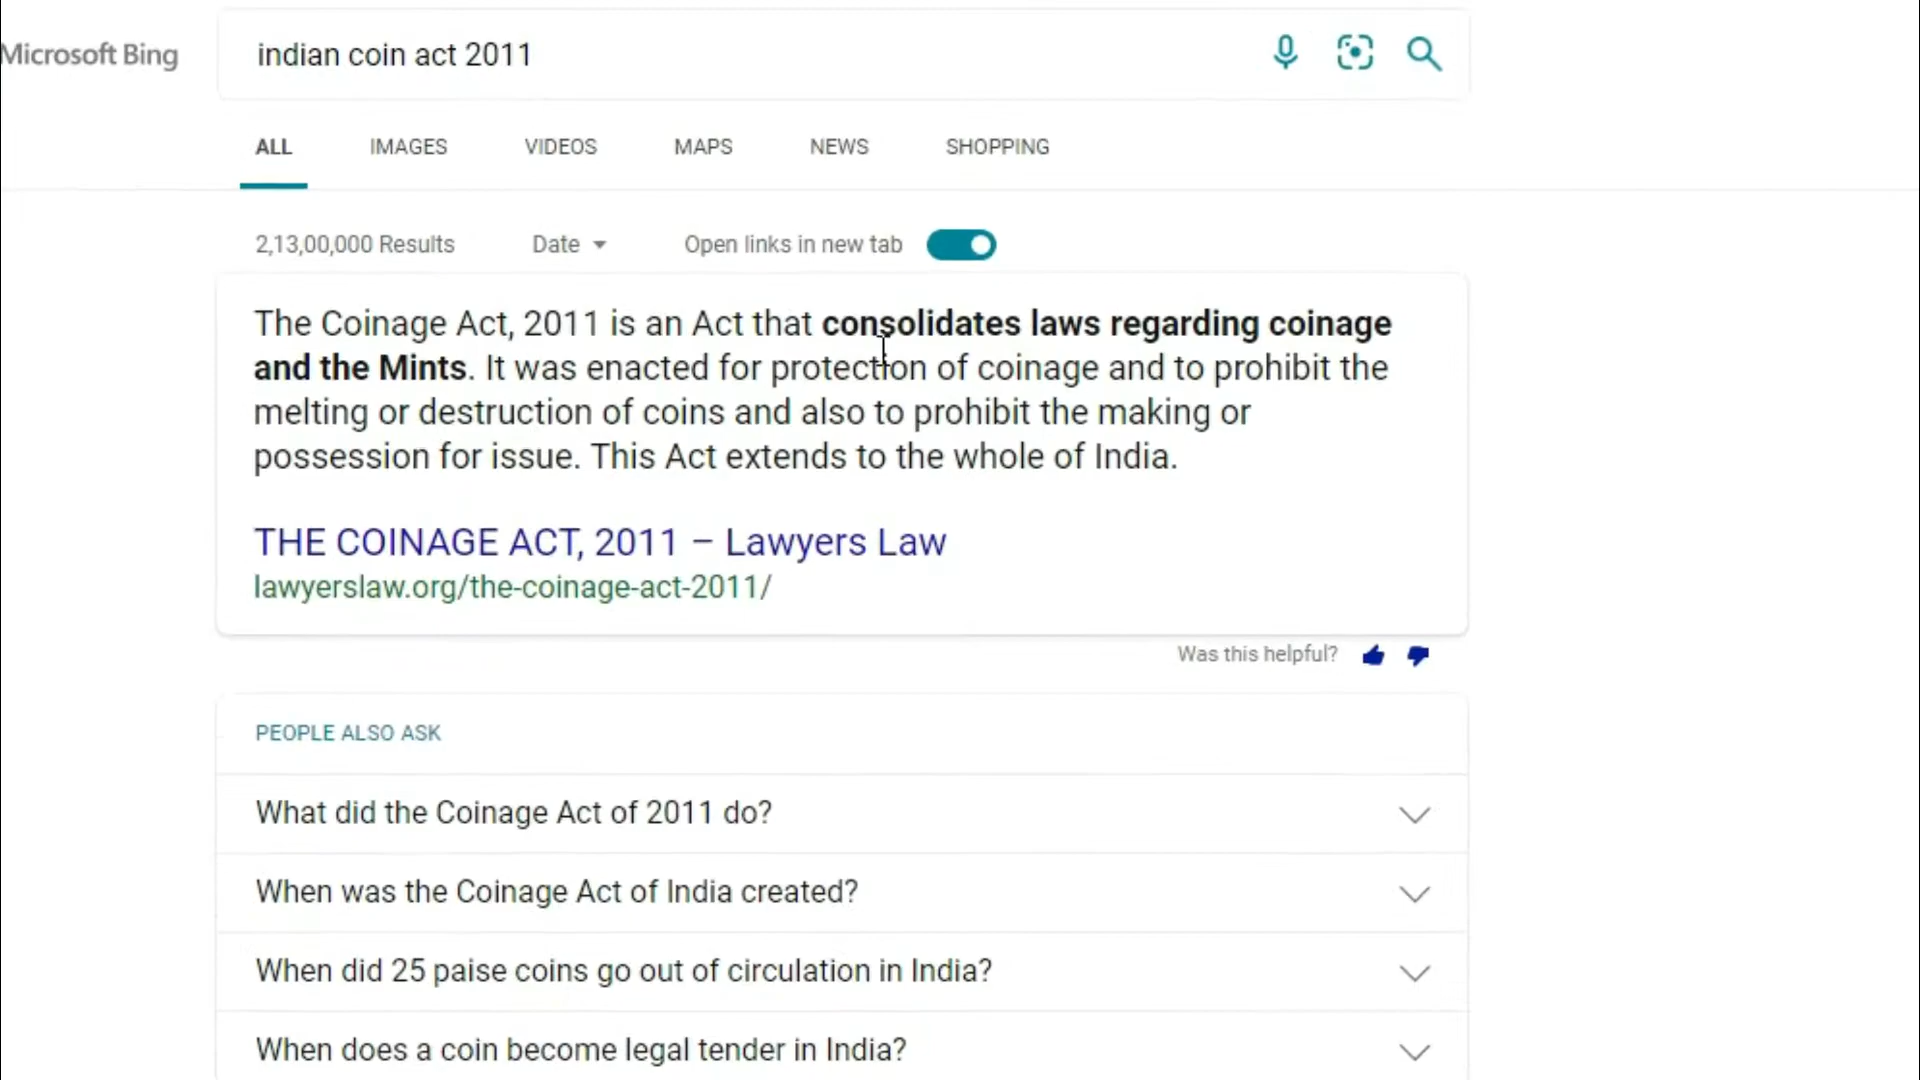 Microsoft Bing
indian coin act 2011
ALL IMAGES VIDEOS MAPS NEWS SHOPPING
2,13,00,000 Results Date Open links in new tab
The Coinage Act, 2011 is an Act that consolidates laws regarding coinage
and the Mints. It was enacted for protection of coinage and to prohibit the
melting or destruction of coins and also to prohibit the making or
possession for issue. This Act extends to the whole of India.
THE COINAGE ACT, 2011 – Lawyers Law
lawyerslaw.org/the-coinage-act-2011/
Was this helpful?
PEOPLE ALSO ASK
What did the Coinage Act of 2011 do?
When was the Coinage Act of India created?
When did 25 paise coins go out of circulation in India?
When does a coin become legal tender in India?